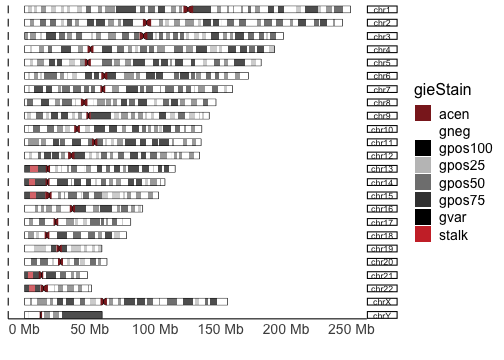 chr1
chr2
chr3
chr4
chr5
chr6
chr7
chr8
chr9
chr10
chr11
chr12
chr13
chr14
chr15
chr16
chr17
chr18
chr19
chr20
chr21
chr22
chrX
chrY
0 Mb 50 Mb 100 Mb 150 Mb 200 Mb 250 Mb
gieStain
acen
gneg
gpos100
gpos25
gpos50
gpos75
gvar
stalk